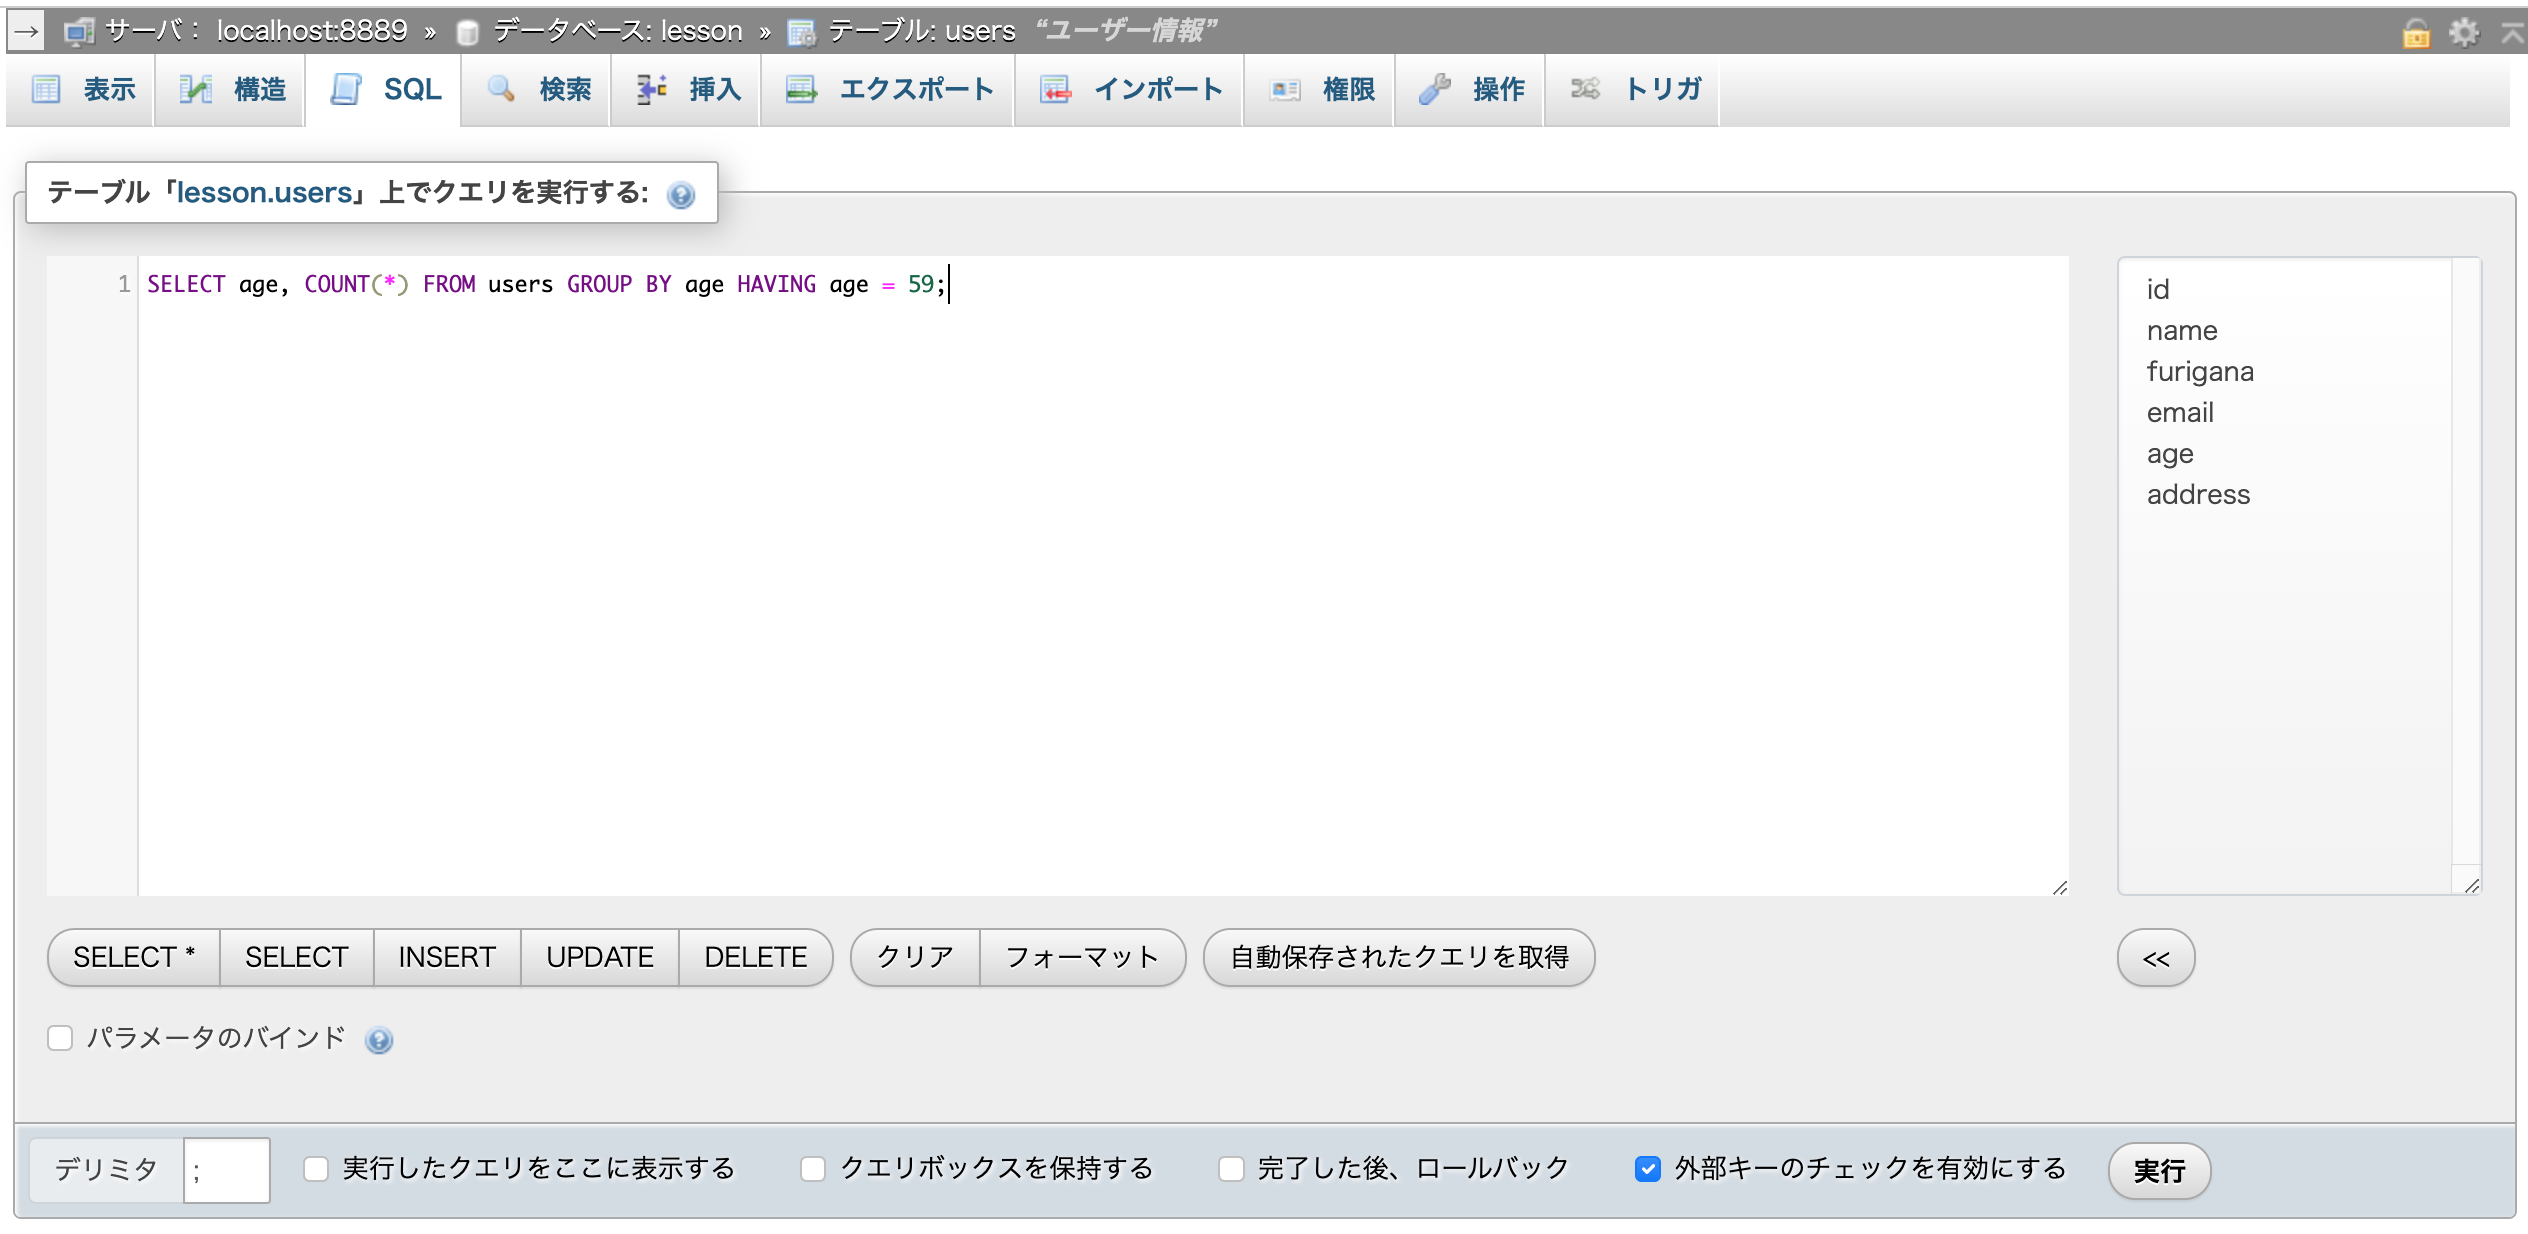 → サーバ： localhost:8889 » データベース: lesson » テーブル: users “ユーザー情報”
表示 構造 SQL 検索 挿入 エクスポート インポート 権限 操作 トリガ
テーブル「lesson.users」上でクエリを実行する:
1 SELECT age, COUNT(*) FROM users GROUP BY age HAVING age = 59;
id
name
furigana
email
age
address
SELECT * SELECT INSERT UPDATE DELETE クリア フォーマット 自動保存されたクエリを取得 <<
パラメータのバインド
デリミタ ; 実行したクエリをここに表示する クエリボックスを保持する 完了した後、ロールバック 外部キーのチェックを有効にする 実行